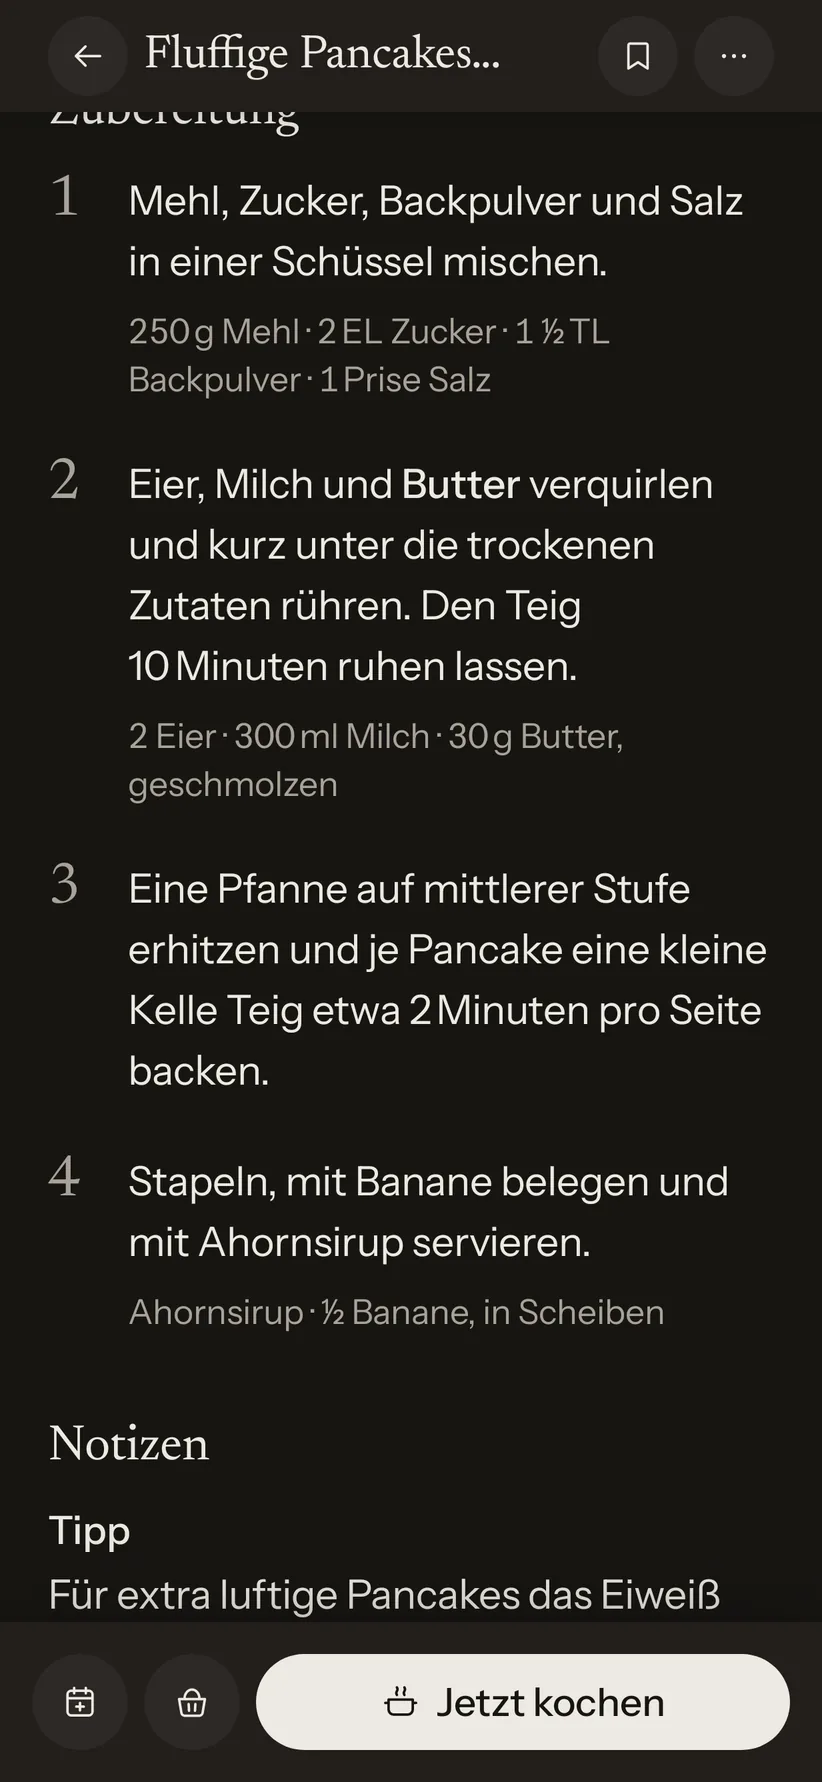 Fluffige Pancakes...
Zubereitung
1
Mehl, Zucker, Backpulver und Salz
in einer Schüssel mischen.
250 g Mehl · 2 EL Zucker · 1 ½ TL
Backpulver · 1 Prise Salz
2
Eier, Milch und Butter verquirlen
und kurz unter die trockenen
Zutaten rühren. Den Teig
10 Minuten ruhen lassen.
2 Eier · 300 ml Milch · 30 g Butter,
geschmolzen
3
Eine Pfanne auf mittlerer Stufe
erhitzen und je Pancake eine kleine
Kelle Teig etwa 2 Minuten pro Seite
backen.
4
Stapeln, mit Banane belegen und
mit Ahornsirup servieren.
Ahornsirup · ½ Banane, in Scheiben
Notizen
Tipp
Für extra luftige Pancakes das Eiweiß
Jetzt kochen